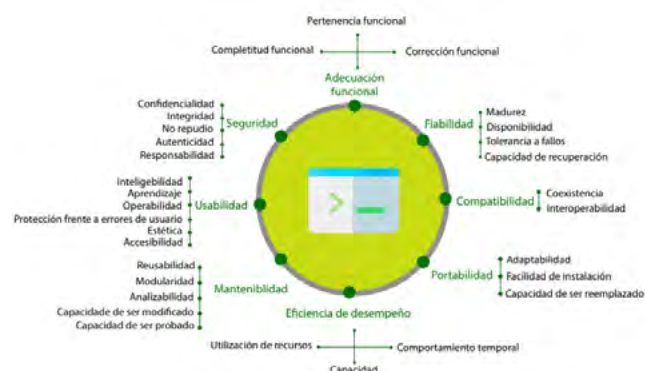 Pertenencia funcional
Completitud funcional
Corrección funcional
Adecuación
funcional
Confidencialidad
Integridad
No repudio
Autenticidad
Responsabilidad
Seguridad
Fiabilidad
Madurez
Disponibilidad
Tolerancia a fallos
Capacidad de recuperación
Inteligebilidad
Aprendizaje
Operabilidad
Protección frente a errores de usuario
Estética
Accesibilidad
Usabilidad
Compatibilidad
Coexistencia
Interoperabilidad
Reusabilidad
Modularidad
Analizabilidad
Capacidade de ser modificado
Capacidad de ser probado
Manteniblidad
Portabilidad
Adaptabilidad
Facilidad de instalación
Capacidad de ser reemplazado
Eficiencia de desempeño
Utilización de recursos
Comportamiento temporal
Capacidad